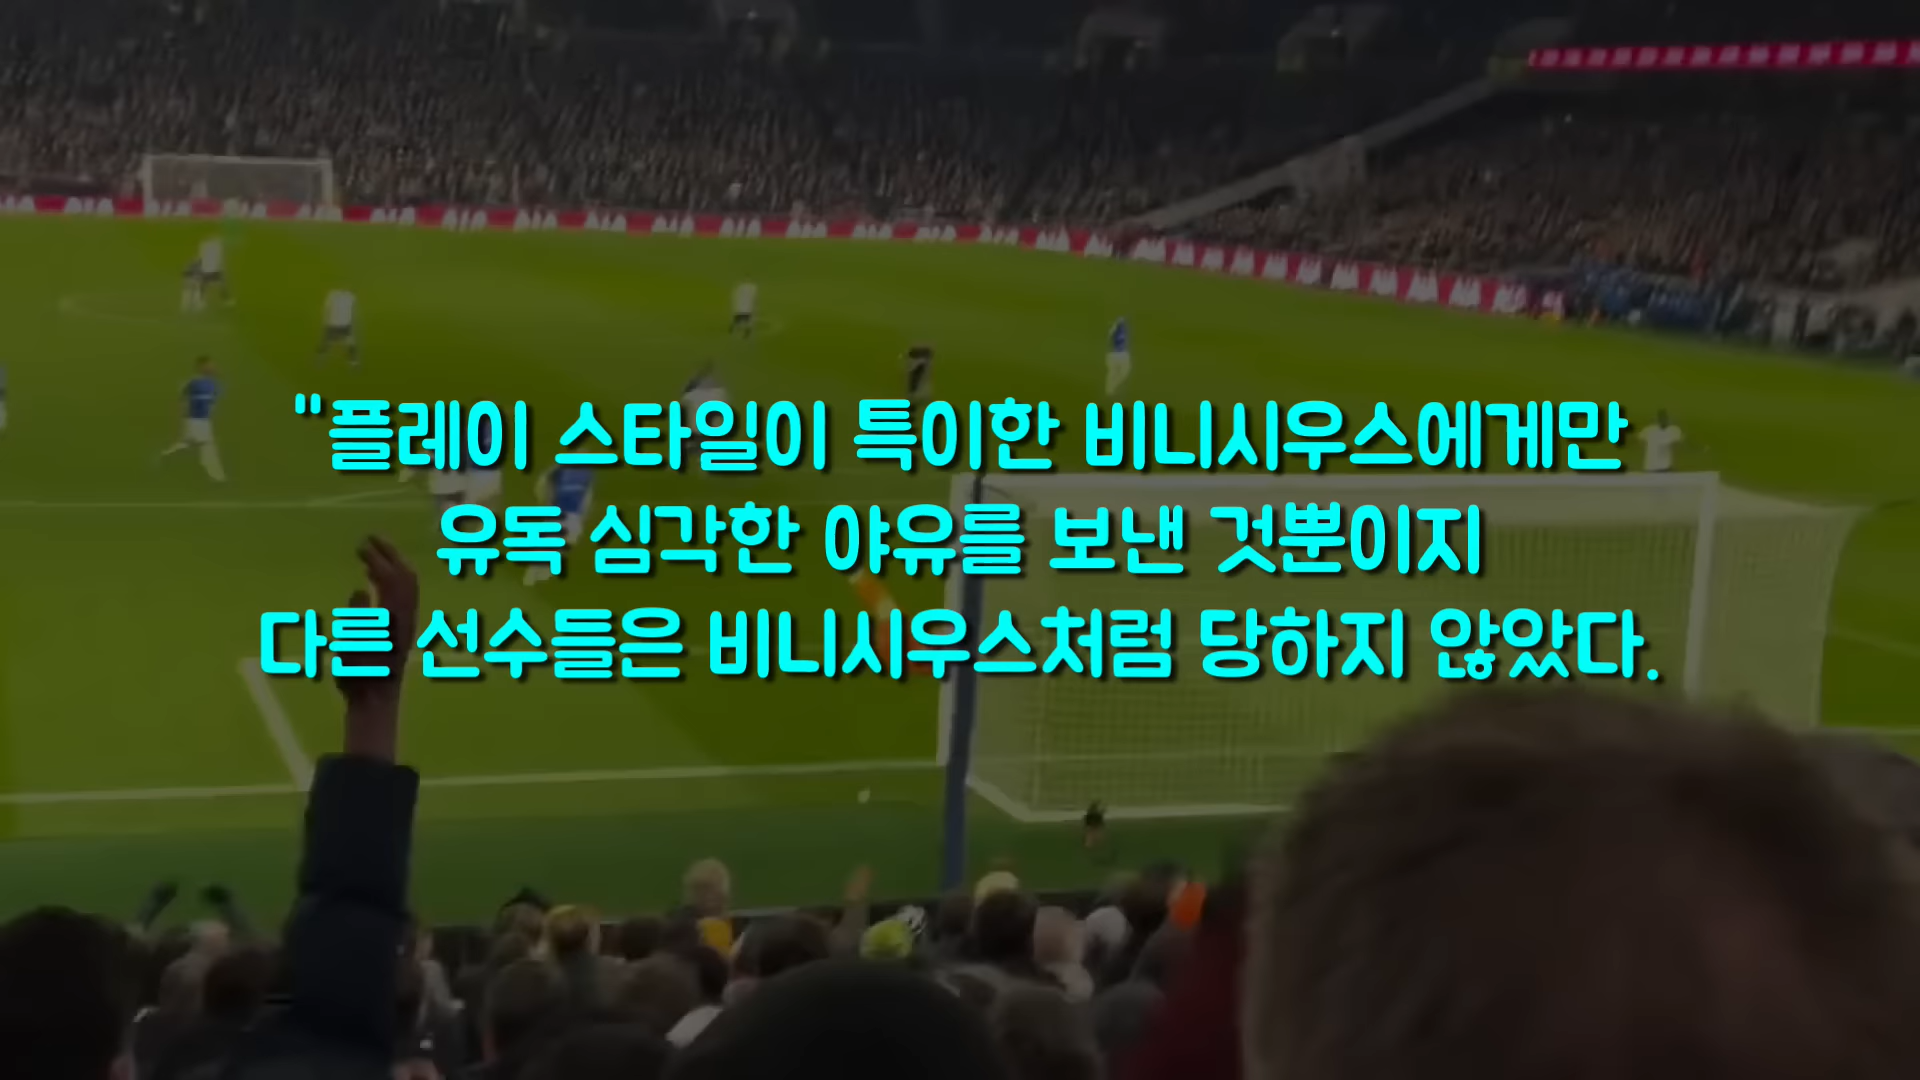 "플레이 스타일이 특이한 비니시우스에게만
유독 심각한 야유를 보낸 것뿐이지
다른 선수들은 비니시우스처럼 당하지 않았다.